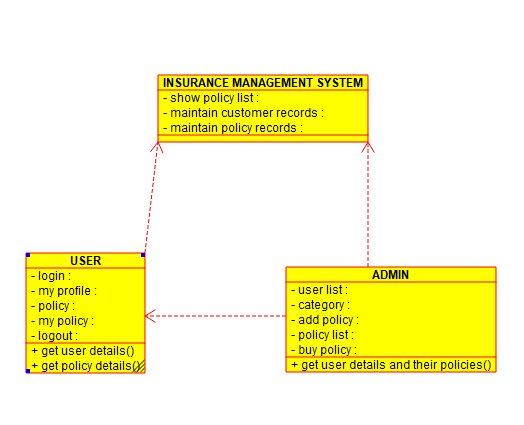 INSURANCE MANAGEMENT SYSTEM
- show policy list :
- maintain customer records :
- maintain policy records :
USER
- login :
- my profile :
- policy :
- my policy :
- logout :
+ get user details()
+ get policy details()
ADMIN
- user list :
- category :
- add policy :
- policy list :
- buy policy :
+ get user details and their policies()